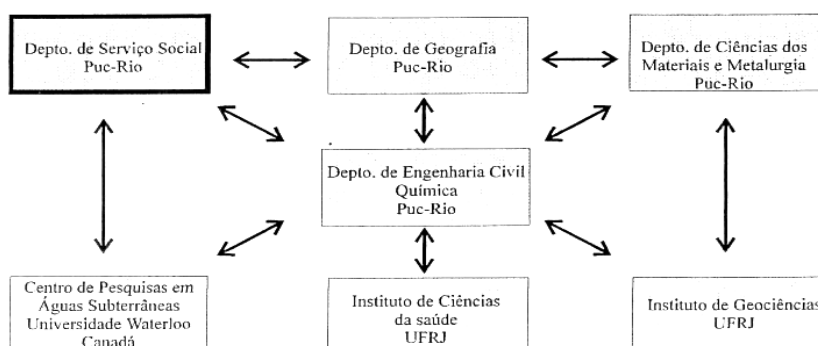 Depto. de Serviço Social
Puc-Rio
Depto. de Geografia
Puc-Rio
Depto. de Ciências dos
Materiais e Metalurgia
Puc-Rio
Depto. de Engenharia Civil
Química
Puc-Rio
Centro de Pesquisas em
Águas Subterrâneas
Universidade Waterloo
Canadá
Instituto de Ciências
da saúde
UFRJ
Instituto de Geociências
UFRJ